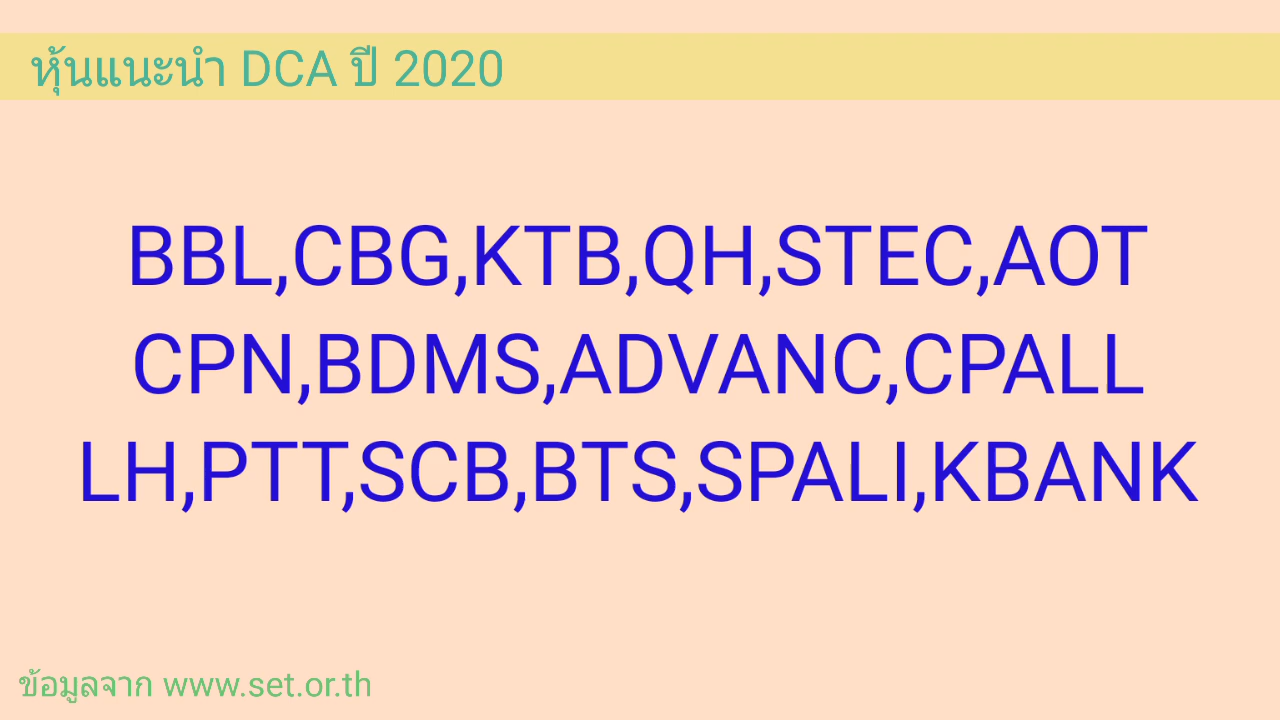 หุ้นแนะนำ DCA ปี 2020
BBL,CBG,KTB,QH,STEC,AOT
CPN,BDMS,ADVANC,CPALL
LH,PTT,SCB,BTS,SPALI,KBANK
ข้อมูลจาก www.set.or.th